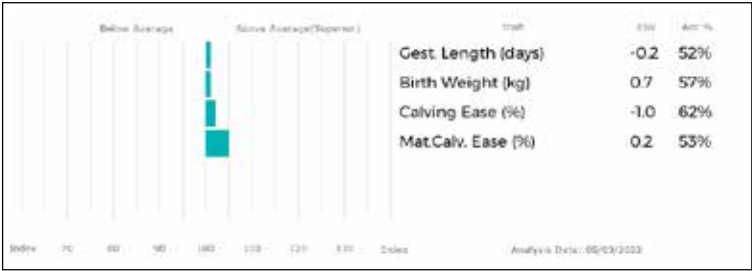 Below Average Above Average(Superior) Trait EBV Acc %
Gest. Length (days) -0.2 52%
Birth Weight (kg) 0.7 57%
Calving Ease (%) -1.0 62%
Mat.Calv. Ease (%) 0.2 53%
Index 70 80 90 100 110 120 130 Index Analysis Date: 05/03/2022